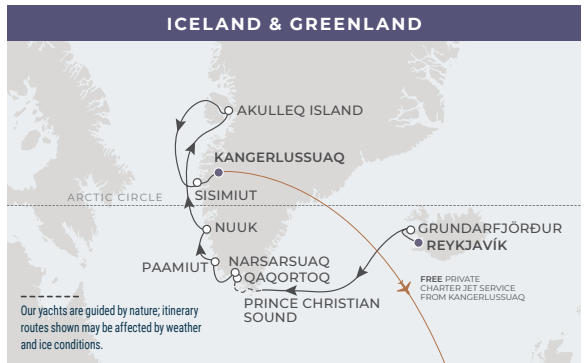 ICELAND & GREENLAND
AKULLEQ ISLAND
KANGERLUSSUAQ
SISIMIUT
ARCTIC CIRCLE
NUUK
GRUNDARFJÖRÐUR
REYKJAVÍK
NARSARSUAQ
PAAMIUT
QAQORTOQ
PRINCE CHRISTIAN
SOUND
FREE PRIVATE
CHARTER JET SERVICE
FROM KANGERLUSSUAQ
Our yachts are guided by nature; itinerary
routes shown may be affected by weather
and ice conditions.